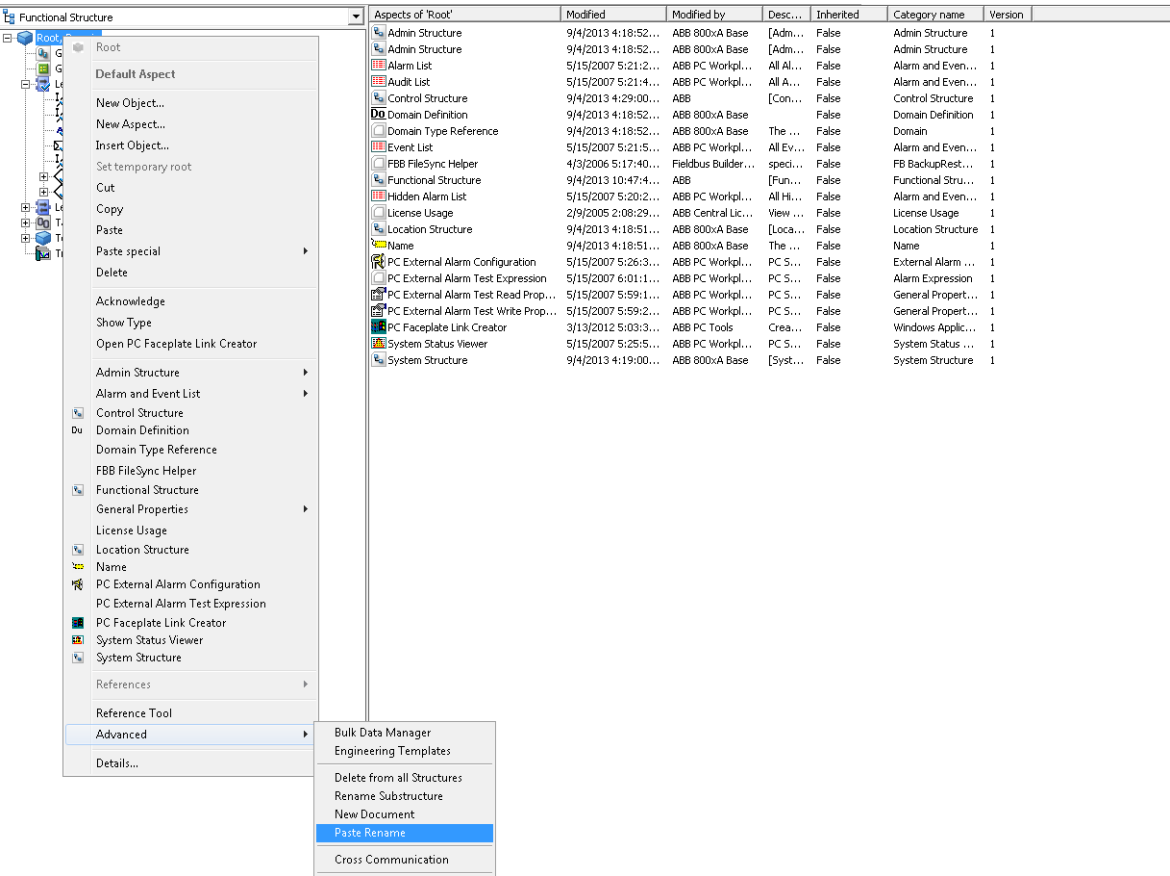 Functional Structure
Root,
Root
Default Aspect
New Object...
New Aspect...
Insert Object...
Set temporary root
Cut
Copy
Paste
Paste special
Delete
Acknowledge
Show Type
Open PC Faceplate Link Creator
Admin Structure
Alarm and Event List
Control Structure
Domain Definition
Domain Type Reference
FBB FileSync Helper
Functional Structure
General Properties
License Usage
Location Structure
Name
PC External Alarm Configuration
PC External Alarm Test Expression
PC Faceplate Link Creator
System Status Viewer
System Structure
References
Reference Tool
Advanced
Details...
Bulk Data Manager
Engineering Templates
Delete from all Structures
Rename Substructure
New Document
Paste Rename
Cross Communication
Aspects of 'Root' Modified Modified by Desc... Inherited Category name Version
Admin Structure 9/4/2013 4:18:52... ABB 800xA Base [Adm... False Admin Structure 1
Admin Structure 9/4/2013 4:18:52... ABB 800xA Base [Adm... False Admin Structure 1
Alarm List 5/15/2007 5:21:2... ABB PC Workpl... All Al... False Alarm and Even... 1
Audit List 5/15/2007 5:21:4... ABB PC Workpl... All A... False Alarm and Even... 1
Control Structure 9/4/2013 4:29:00... ABB [Con... False Control Structure 1
Do Domain Definition 9/4/2013 4:18:52... ABB 800xA Base False Domain Definition 1
Domain Type Reference 9/4/2013 4:18:52... ABB 800xA Base The ... False Domain 1
Event List 5/15/2007 5:21:5... ABB PC Workpl... All Ev... False Alarm and Even... 1
FBB FileSync Helper 4/3/2006 5:17:40... Fieldbus Builder... speci... False FB BackupRest... 1
Functional Structure 9/4/2013 10:47:4... ABB [Fun... False Functional Stru... 1
Hidden Alarm List 5/15/2007 5:20:2... ABB PC Workpl... All Hi... False Alarm and Even... 1
License Usage 2/9/2005 2:08:29... ABB Central Lic... View ... False License Usage 1
Location Structure 9/4/2013 4:18:51... ABB 800xA Base [Loca... False Location Structure 1
Name 9/4/2013 4:18:51... ABB 800xA Base The ... False Name 1
PC External Alarm Configuration 5/15/2007 5:26:3... ABB PC Workpl... PC S... False External Alarm ... 1
PC External Alarm Test Expression 5/15/2007 6:01:1... ABB PC Workpl... PC S... False Alarm Expression 1
PC External Alarm Test Read Prop... 5/15/2007 5:59:1... ABB PC Workpl... PC S... False General Propert... 1
PC External Alarm Test Write Prop... 5/15/2007 5:59:2... ABB PC Workpl... PC S... False General Propert... 1
PC Faceplate Link Creator 3/13/2012 5:03:3... ABB PC Tools Crea... False Windows Applic... 1
System Status Viewer 5/15/2007 5:25:5... ABB PC Workpl... PC S... False System Status ... 1
System Structure 9/4/2013 4:19:00... ABB 800xA Base [Syst... False System Structure 1